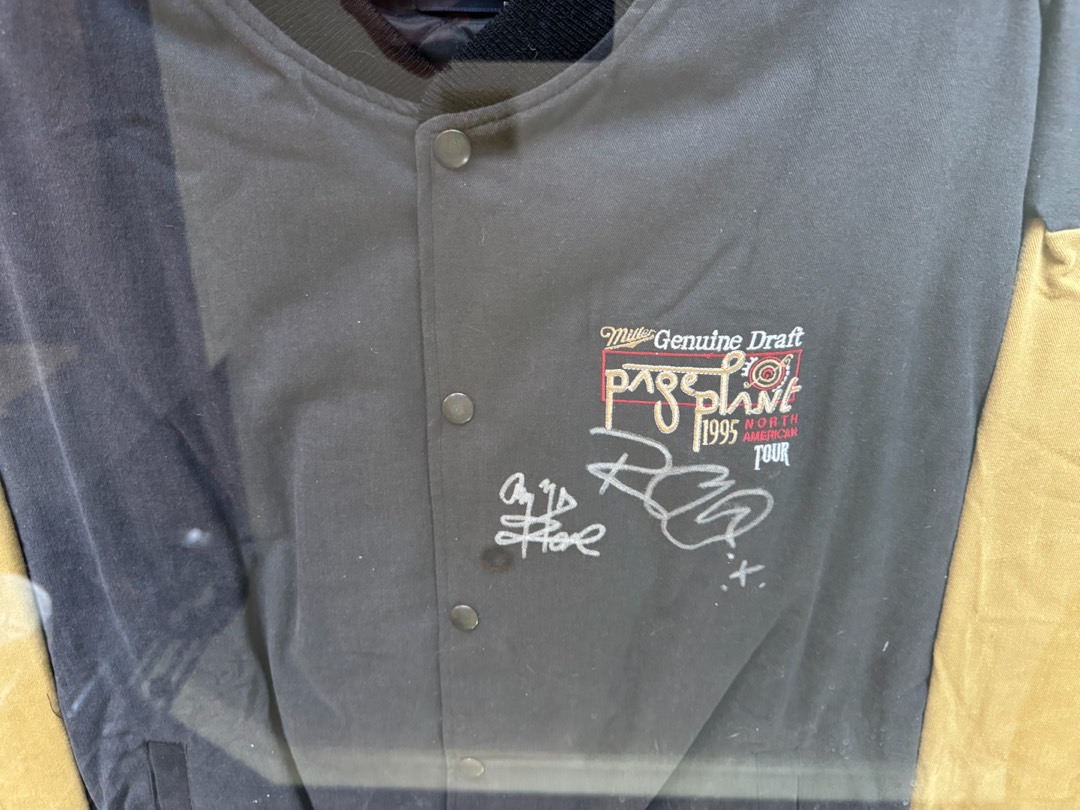 Miller Genuine Draft
page plant
1995 NORTH
AMERICAN
TOUR